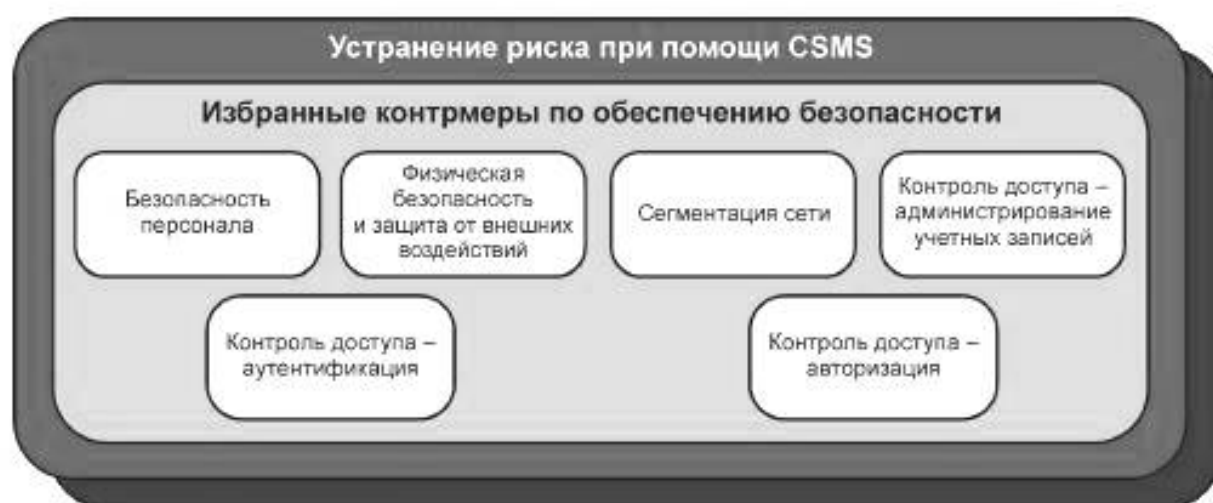 Устранение риска при помощи CSMS
Избранные контрмеры по обеспечению безопасности
Безопасность
персонала
Физическая
безопасность
и защита от внешних
воздействий
Сегментация сети
Контроль доступа –
администрирование
учетных записей
Контроль доступа –
аутентификация
Контроль доступа –
авторизация